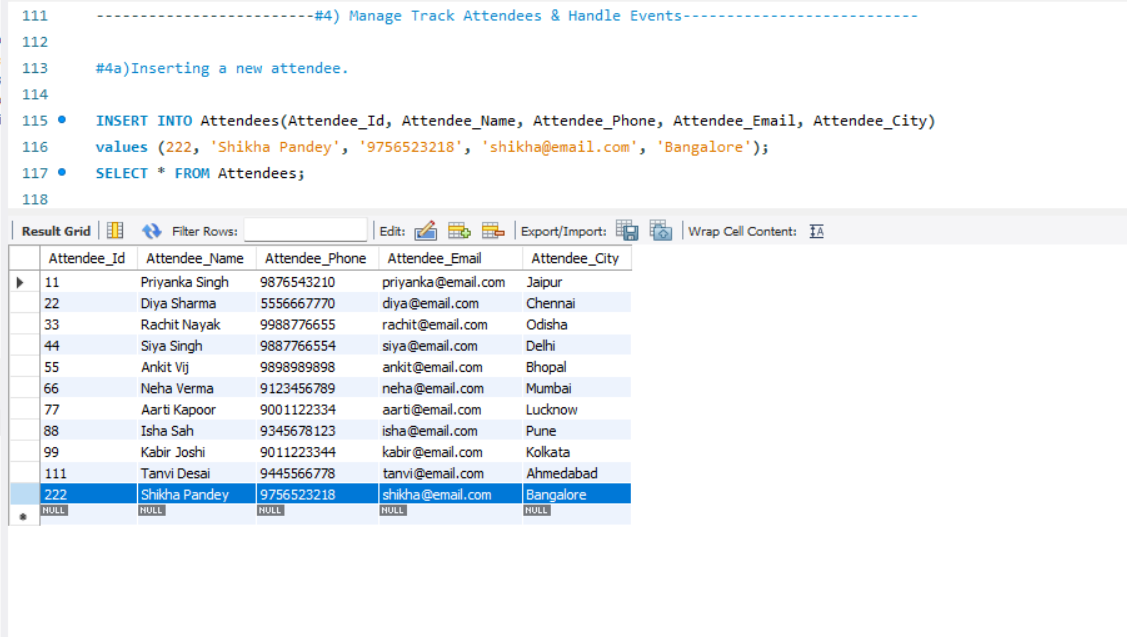 111 -------------------------#4) Manage Track Attendees & Handle Events---------------------------
112
113 #4a)Inserting a new attendee.
114
115 INSERT INTO Attendees(Attendee_Id, Attendee_Name, Attendee_Phone, Attendee_Email, Attendee_City)
116 values (222, 'Shikha Pandey', '9756523218', 'shikha@email.com', 'Bangalore');
117 SELECT * FROM Attendees;
118
Result Grid Filter Rows: Edit: Export/Import: Wrap Cell Content: IA
Attendee_Id Attendee_Name Attendee_Phone Attendee_Email Attendee_City
11 Priyanka Singh 9876543210 priyanka@email.com Jaipur
22 Diya Sharma 5556667770 diya@email.com Chennai
33 Rachit Nayak 9988776655 rachit@email.com Odisha
44 Siya Singh 9887766554 siya@email.com Delhi
55 Ankit Vij 9898989898 ankit@email.com Bhopal
66 Neha Verma 9123456789 neha@email.com Mumbai
77 Aarti Kapoor 9001122334 aarti@email.com Lucknow
88 Isha Sah 9345678123 isha@email.com Pune
99 Kabir Joshi 9011223344 kabir@email.com Kolkata
111 Tanvi Desai 9445566778 tanvi@email.com Ahmedabad
222 Shikha Pandey 9756523218 shikha@email.com Bangalore
NULL NULL NULL NULL NULL